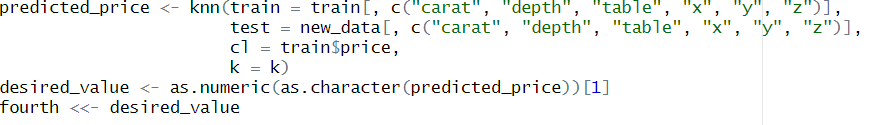 predicted_price <- knn(train = train[, c("carat", "depth", "table", "x", "y", "z")],
test = new_data[, c("carat", "depth", "table", "x", "y", "z")],
cl = train$price,
k = k)
desired_value <- as.numeric(as.character(predicted_price))[1]
fourth <<- desired_value